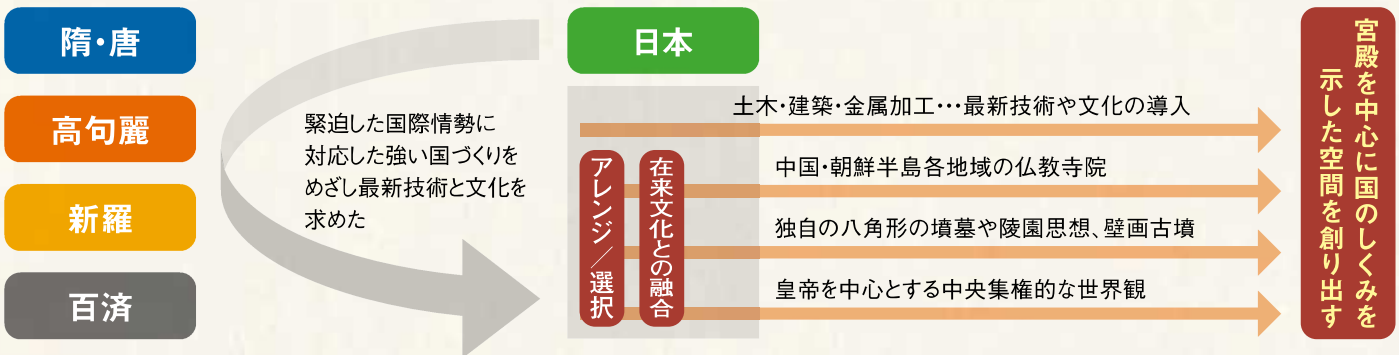 隋・唐
高句麗
新羅
百済
緊迫した国際情勢に
対応した強い国づくりを
めざし最新技術と文化を
求めた
日本
土木・建築・金属加工・・・最新技術や文化の導入
アレンジ／選択
在来文化との融合
中国・朝鮮半島各地域の仏教寺院
独自の八角形の墳墓や陵園思想、壁画古墳
皇帝を中心とする中央集権的な世界観
宮殿を中心に国のしくみを
示した空間を創り出す